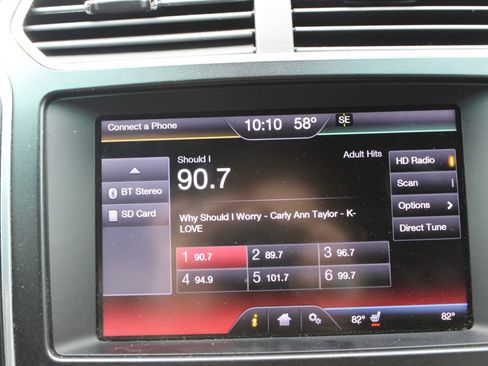 Connect a Phone
10:10 58°
SE
Should I
Adult Hits
90.7
HD Radio
BT Stereo
Scan
SD Card
Options
Why Should I Worry - Carly Ann Taylor - K-
LOVE
Direct Tune
1 90.7
2 89.7
3 96.7
4 94.9
5 101.7
6 99.7
i
82°
82°